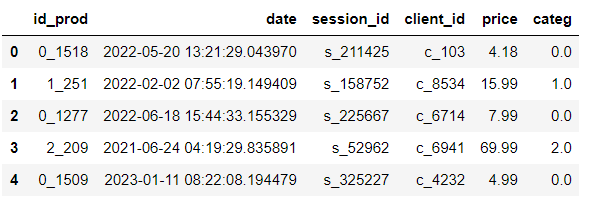 id_prod date session_id client_id price categ
0 0_1518 2022-05-20 13:21:29.043970 s_211425 c_103 4.18 0.0
1 1_251 2022-02-02 07:55:19.149409 s_158752 c_8534 15.99 1.0
2 0_1277 2022-06-18 15:44:33.155329 s_225667 c_6714 7.99 0.0
3 2_209 2021-06-24 04:19:29.835891 s_52962 c_6941 69.99 2.0
4 0_1509 2023-01-11 08:22:08.194479 s_325227 c_4232 4.99 0.0